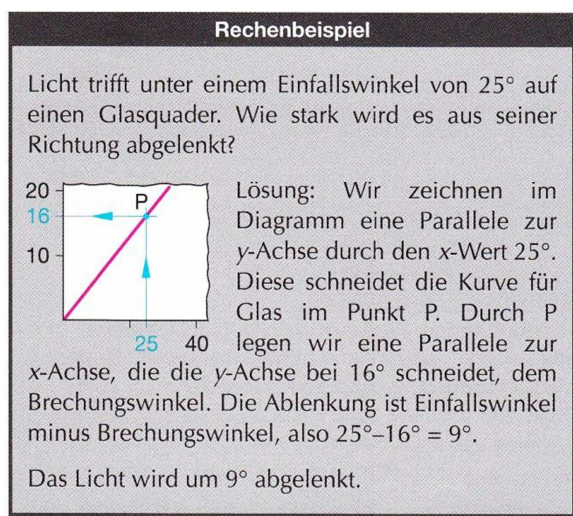 Rechenbeispiel
Licht trifft unter einem Einfallswinkel von 25° auf
einen Glasquader. Wie stark wird es aus seiner
Richtung abgelenkt?
20
16
10
P
25
40
Lösung: Wir zeichnen im
Diagramm eine Parallele zur
y-Achse durch den x-Wert 25°.
Diese schneidet die Kurve für
Glas im Punkt P. Durch P
legen wir eine Parallele zur
x-Achse, die die y-Achse bei 16° schneidet, dem
Brechungswinkel. Die Ablenkung ist Einfallswinkel
minus Brechungswinkel, also 25°–16° = 9°.
Das Licht wird um 9° abgelenkt.